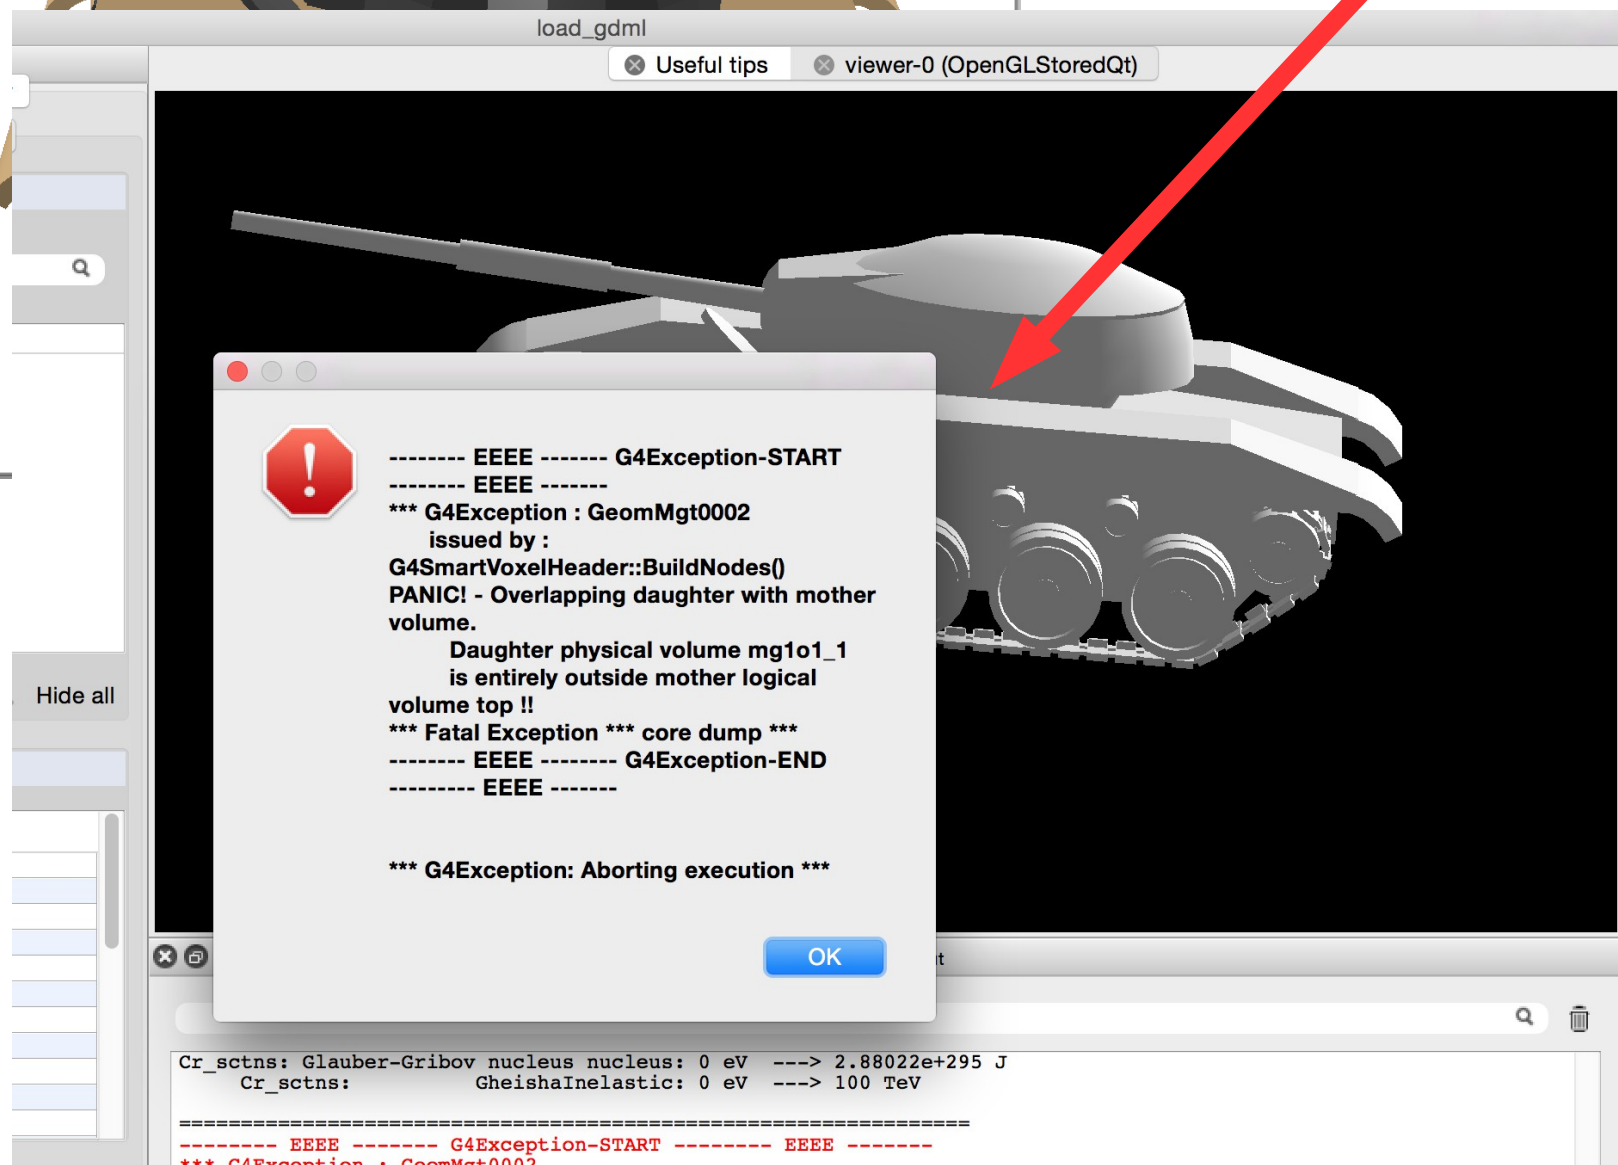 load_gdml
Useful tips
viewer-0 (OpenGLStoredQt)
-------- EEEE ------- G4Exception-START
-------- EEEE -------
*** G4Exception : GeomMgt0002
issued by :
G4SmartVoxelHeader::BuildNodes()
PANIC! - Overlapping daughter with mother
volume.
Daughter physical volume mg1o1_1
is entirely outside mother logical
volume top !!
*** Fatal Exception *** core dump ***
-------- EEEE -------- G4Exception-END
--------- EEEE -------
*** G4Exception: Aborting execution ***
Hide all
OK
Cr_sctns: Glauber-Gribov nucleus nucleus: 0 eV ---> 2.88022e+295 J
Cr_sctns: GheishaInelastic: 0 eV ---> 100 TeV
================================================================
-------- EEEE ------- G4Exception-START -------- EEEE -------
*** G4Exception : GeomMgt0002